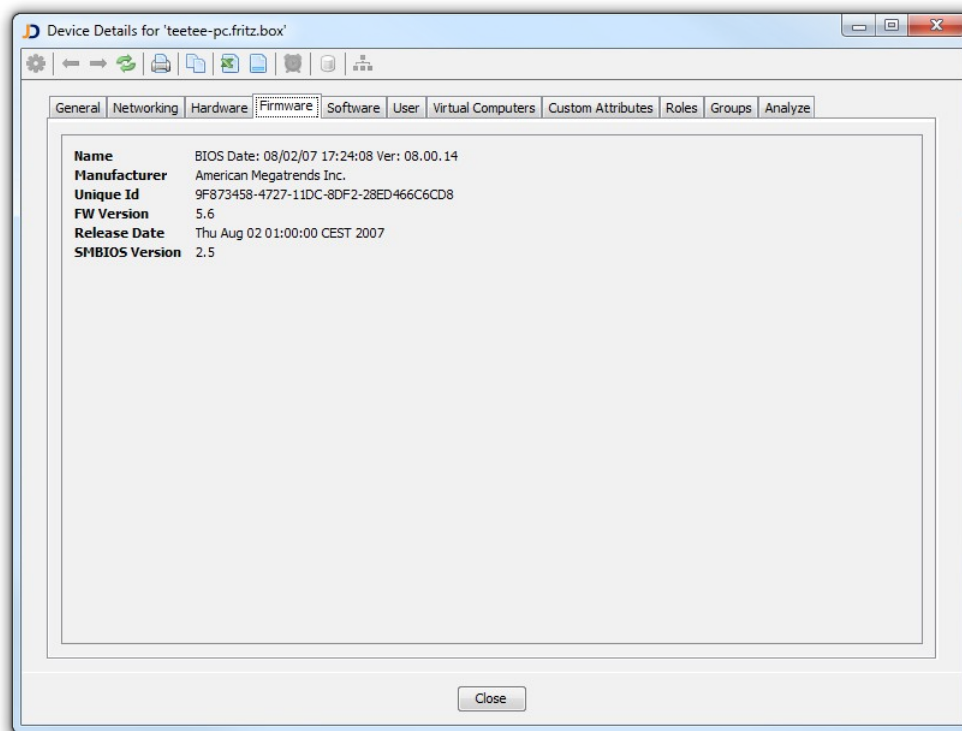 Device Details for 'teetee-pc.fritz.box'
General Networking Hardware Firmware Software User Virtual Computers Custom Attributes Roles Groups Analyze
Name BIOS Date: 08/02/07 17:24:08 Ver: 08.00.14
Manufacturer American Megatrends Inc.
Unique Id 9F873458-4727-11DC-8DF2-28ED466C6CD8
FW Version 5.6
Release Date Thu Aug 02 01:00:00 CEST 2007
SMBIOS Version 2.5
Close